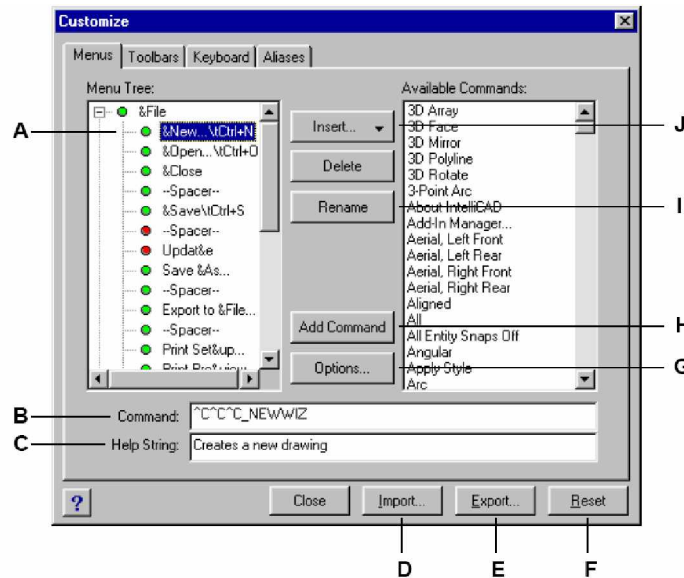 Customize
Menus Toolbars Keyboard Aliases
Menu Tree:
Available Commands:
&File
&New...\tCtrl+N
&Open...\tCtrl+O
&Close
--Spacer--
&Save\tCtrl+S
--Spacer--
Updat&e
Save &As...
--Spacer--
Export to &File...
--Spacer--
Print Set&up...
Print Pre&view
Insert...
Delete
Rename
Add Command
Options...
3D Array
3D Face
3D Mirror
3D Polyline
3D Rotate
3-Point Arc
About IntelliCAD
Add-In Manager...
Aerial, Left Front
Aerial, Left Rear
Aerial, Right Front
Aerial, Right Rear
Aligned
All
All Entity Snaps Off
Angular
Apply Style
Arc
Command: ^C^C^C_NEWWIZ
Help String: Creates a new drawing
? Close Import... Export... Reset
A
B
C
D
E
F
G
H
I
J